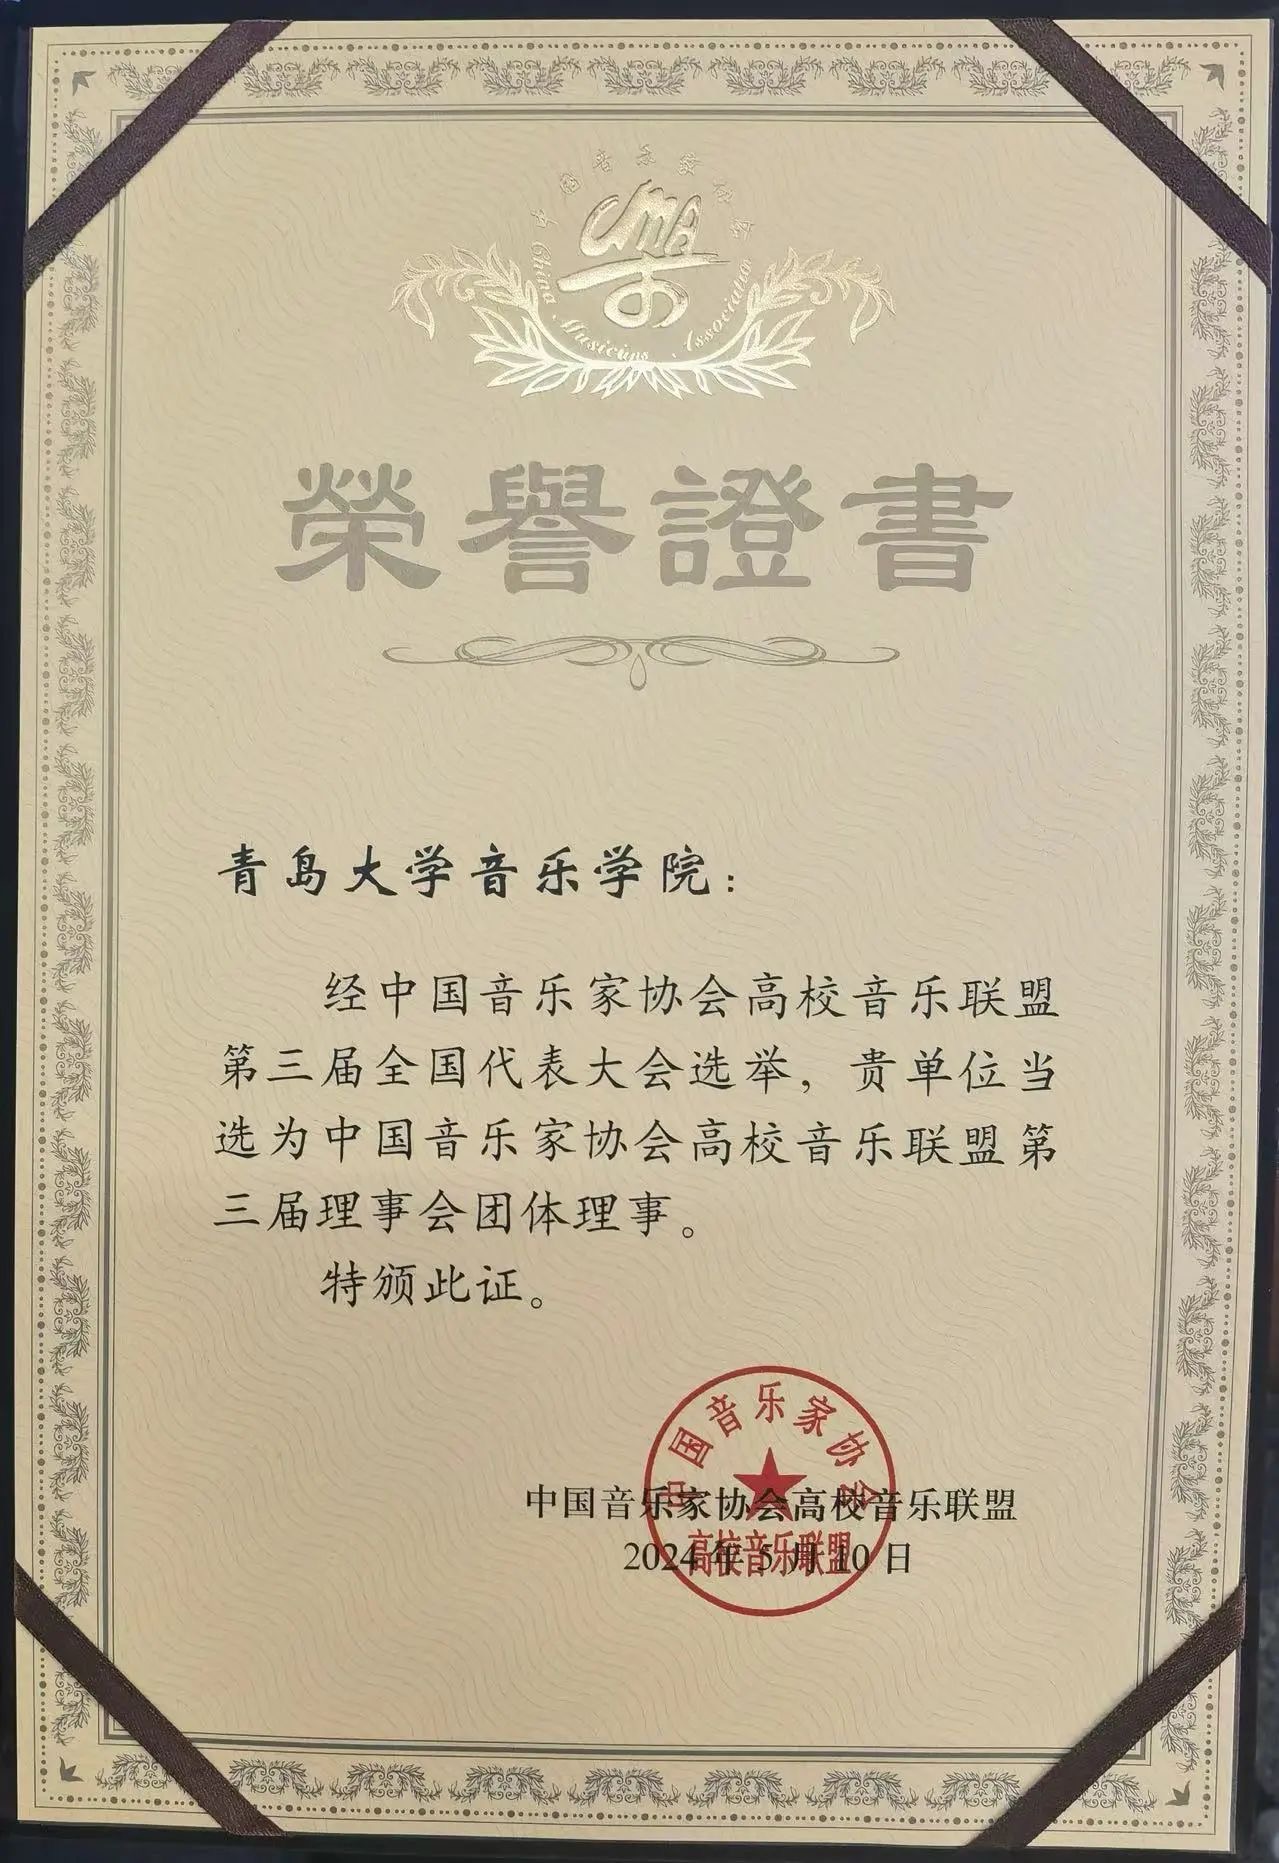 中国音乐家协会
CMA
China Musicians Association
榮譽證書
青岛大学音乐学院：
经中国音乐家协会高校音乐联盟
第三届全国代表大会选举，贵单位当
选为中国音乐家协会高校音乐联盟第
三届理事会团体理事。
特颁此证。
中国音乐家协会
中国音乐家协会高校音乐联盟
高校音乐联盟
2024年5月10日